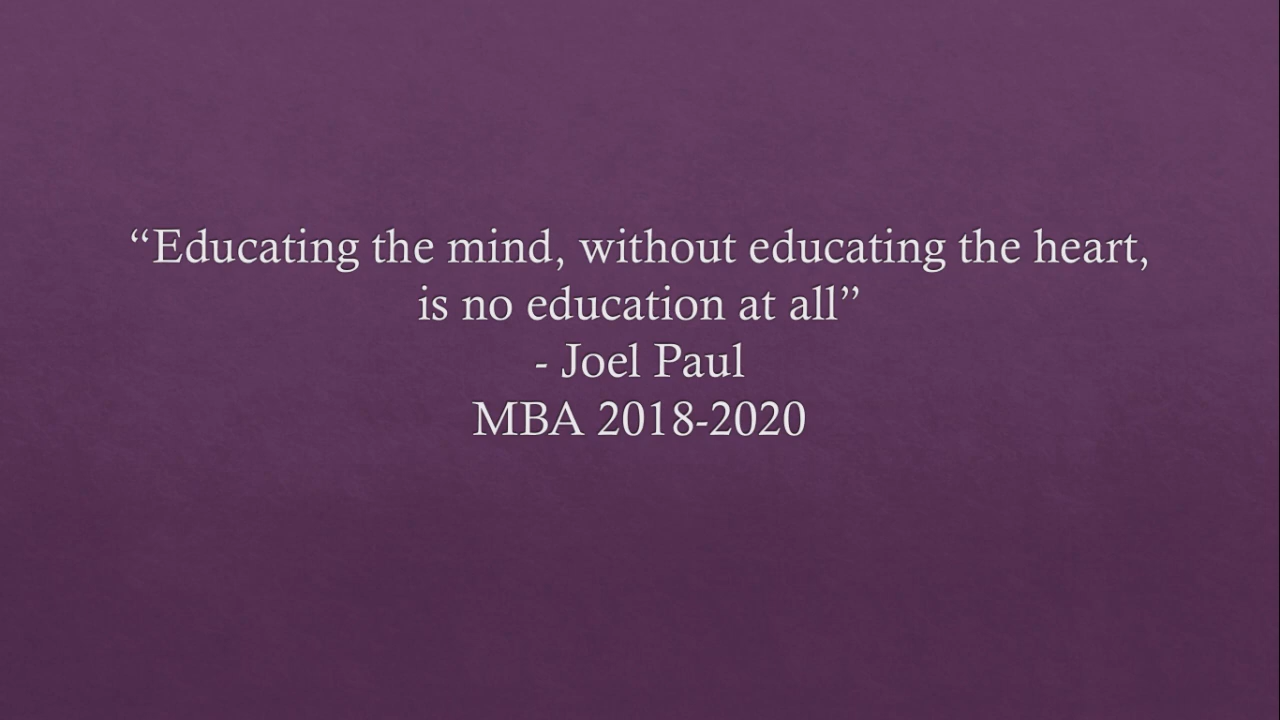 “Educating the mind, without educating the heart,
is no education at all”
- Joel Paul
MBA 2018-2020